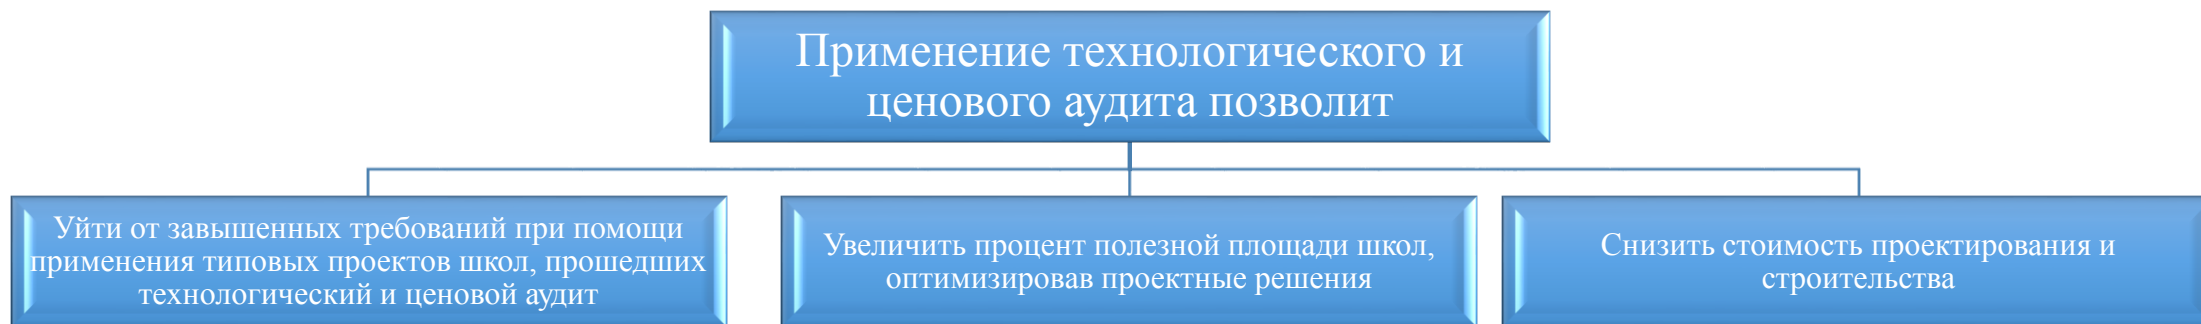 Применение технологического и
ценового аудита позволит
Уйти от завышенных требований при помощи
применения типовых проектов школ, прошедших
технологический и ценовой аудит
Увеличить процент полезной площади школ,
оптимизировав проектные решения
Снизить стоимость проектирования и
строительства